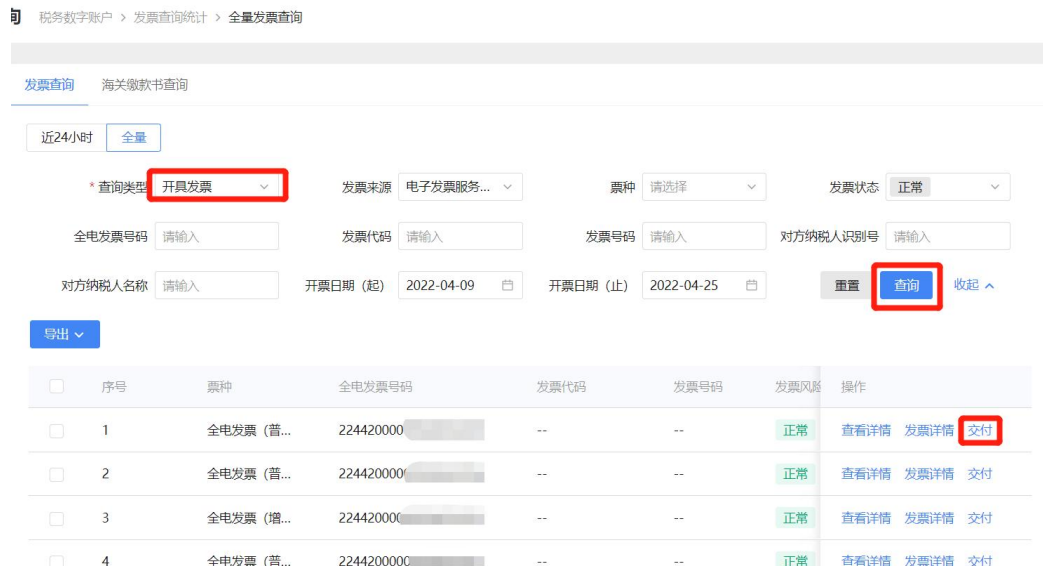 税务数字账户 > 发票查询统计 > 全量发票查询
发票查询 海关缴款书查询
近24小时 全量
* 查询类型 开具发票 发票来源 电子发票服务... 票种 请选择 发票状态 正常
全电发票号码 请输入 发票代码 请输入 发票号码 请输入 对方纳税人识别号 请输入
对方纳税人名称 请输入 开票日期（起） 2022-04-09 开票日期（止） 2022-04-25 重置 查询 收起
导出
序号 票种 全电发票号码 发票代码 发票号码 发票风险 操作
1 全电发票（普... 224420000 -- -- 正常 查看详情 发票详情 交付
2 全电发票（普... 224420000 -- -- 正常 查看详情 发票详情 交付
3 全电发票（增... 22442000 -- -- 正常 查看详情 发票详情 交付
4 全电发票（普... 224420000 -- -- 正常 查看详情 发票详情 交付